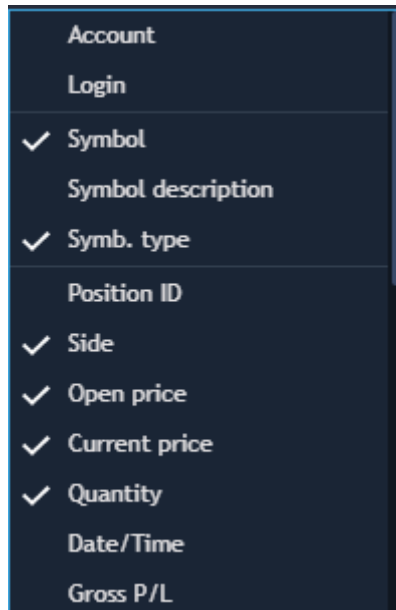 Account
Login
Symbol
Symbol description
Symb. type
Position ID
Side
Open price
Current price
Quantity
Date/Time
Gross P/L